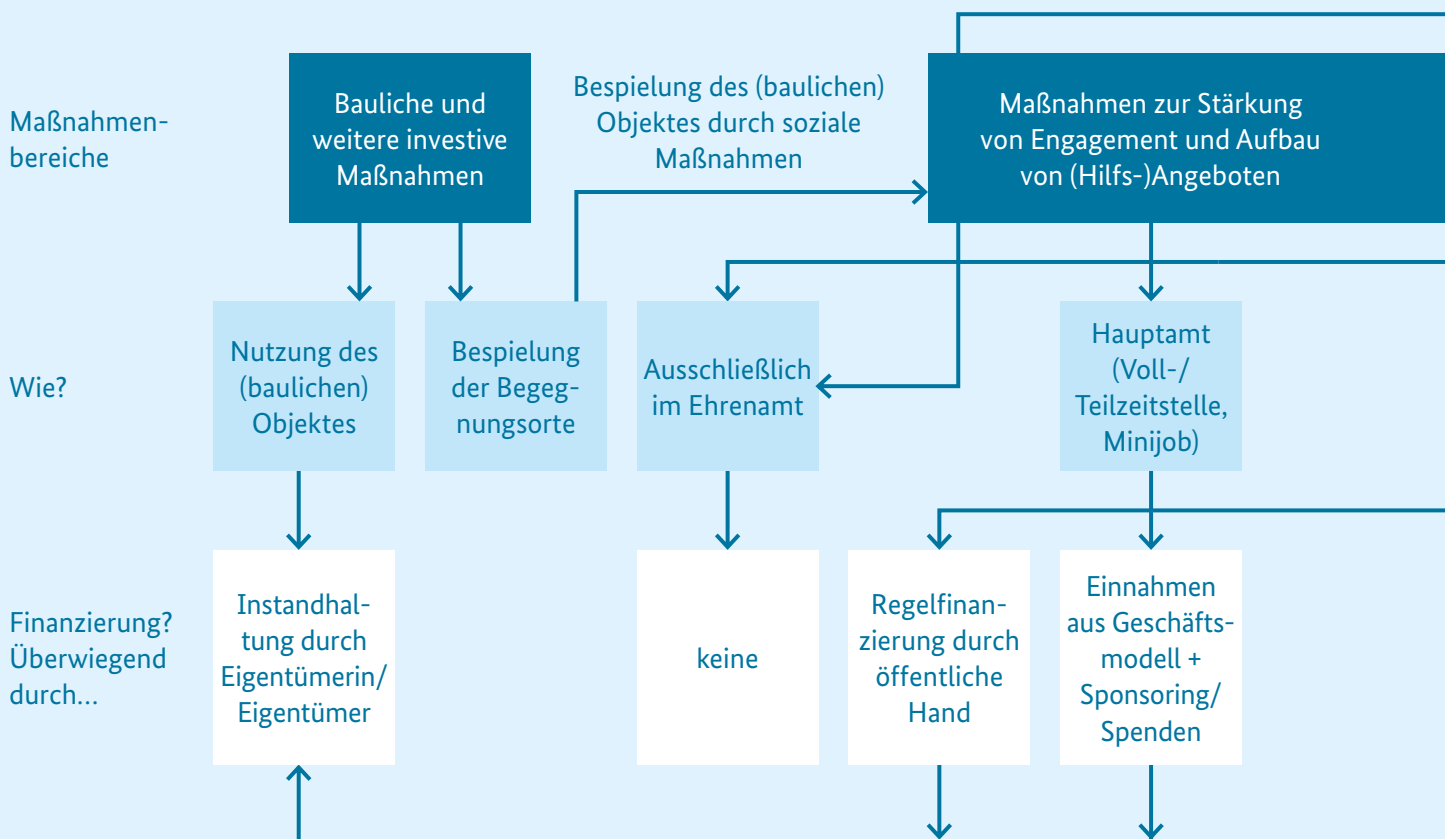 Maßnahmen-
bereiche
Bauliche und
weitere investive
Maßnahmen
Bespielung des (baulichen)
Objektes durch soziale
Maßnahmen
Maßnahmen zur Stärkung
von Engagement und Aufbau
von (Hilfs-)Angeboten
Wie?
Nutzung des
(baulichen)
Objektes
Bespielung
der Begeg-
nungsorte
Ausschließlich
im Ehrenamt
Hauptamt
(Voll-/
Teilzeitstelle,
Minijob)
Finanzierung?
Überwiegend
durch...
Instandhal-
tung durch
Eigentümerin/
Eigentümer
keine
Regelfinan-
zierung durch
öffentliche
Hand
Einnahmen
aus Geschäfts-
modell +
Sponsoring/
Spenden